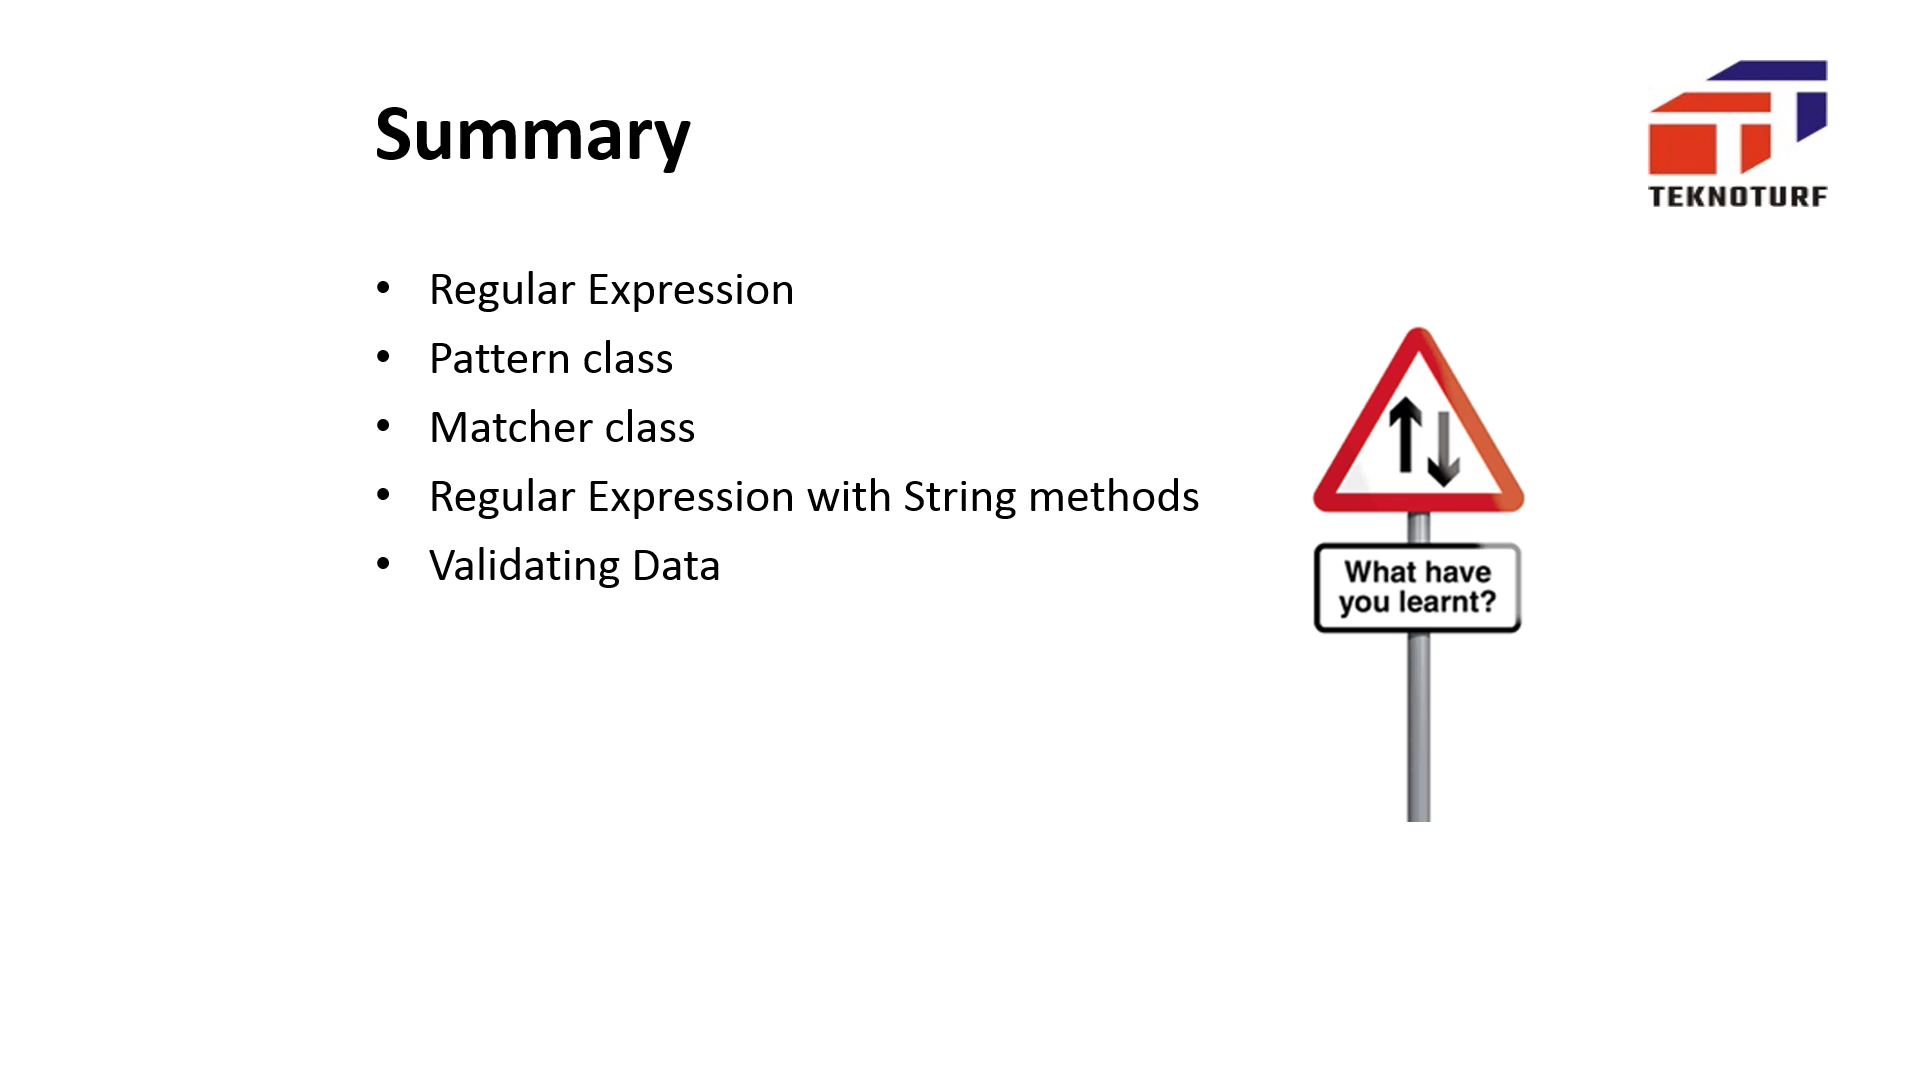 Summary
TEKNOTURF
• Regular Expression
• Pattern class
• Matcher class
• Regular Expression with String methods
• Validating Data
What have
you learnt?